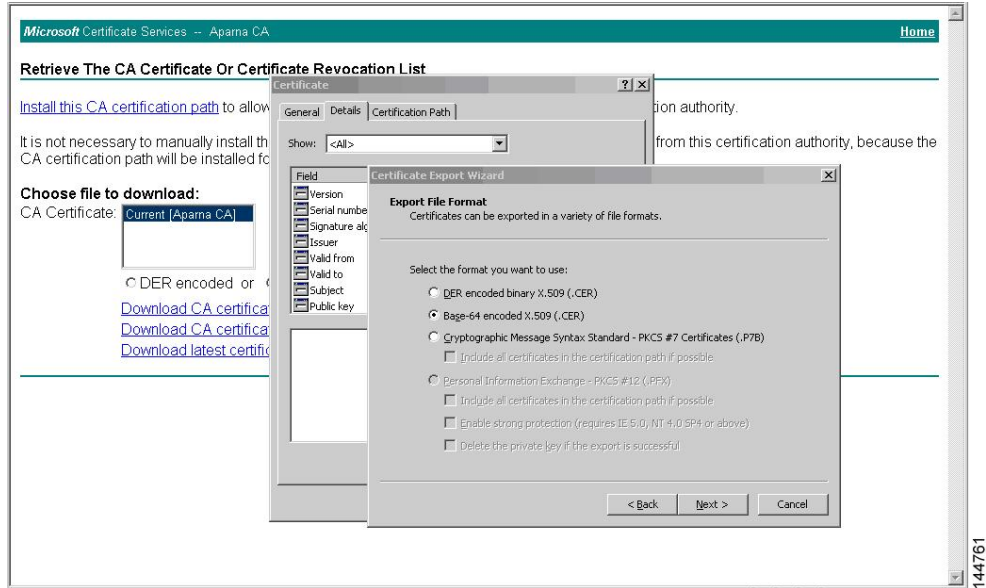 Microsoft Certificate Services -- Aparna CA
Home
Retrieve The CA Certificate Or Certificate Revocation List
Install this CA certification path to allow
tion authority.
It is not necessary to manually install th
from this certification authority, because the
CA certification path will be installed fo
Choose file to download:
CA Certificate:
Current [Aparna CA]
DER encoded or
Download CA certifica
Download CA certifica
Download latest certific
Certificate
General
Details
Certification Path
Show:
<All>
Field
Version
Serial numbe
Signature alg
Issuer
Valid from
Valid to
Subject
Public key
Certificate Export Wizard
Export File Format
Certificates can be exported in a variety of file formats.
Select the format you want to use:
DER encoded binary X.509 (.CER)
Base-64 encoded X.509 (.CER)
Cryptographic Message Syntax Standard - PKCS #7 Certificates (.P7B)
Include all certificates in the certification path if possible
Personal Information Exchange - PKCS #12 (.PFX)
Include all certificates in the certification path if possible
Enable strong protection (requires IE 5.0, NT 4.0 SP4 or above)
Delete the private key if the export is successful
< Back
Next >
Cancel
144761